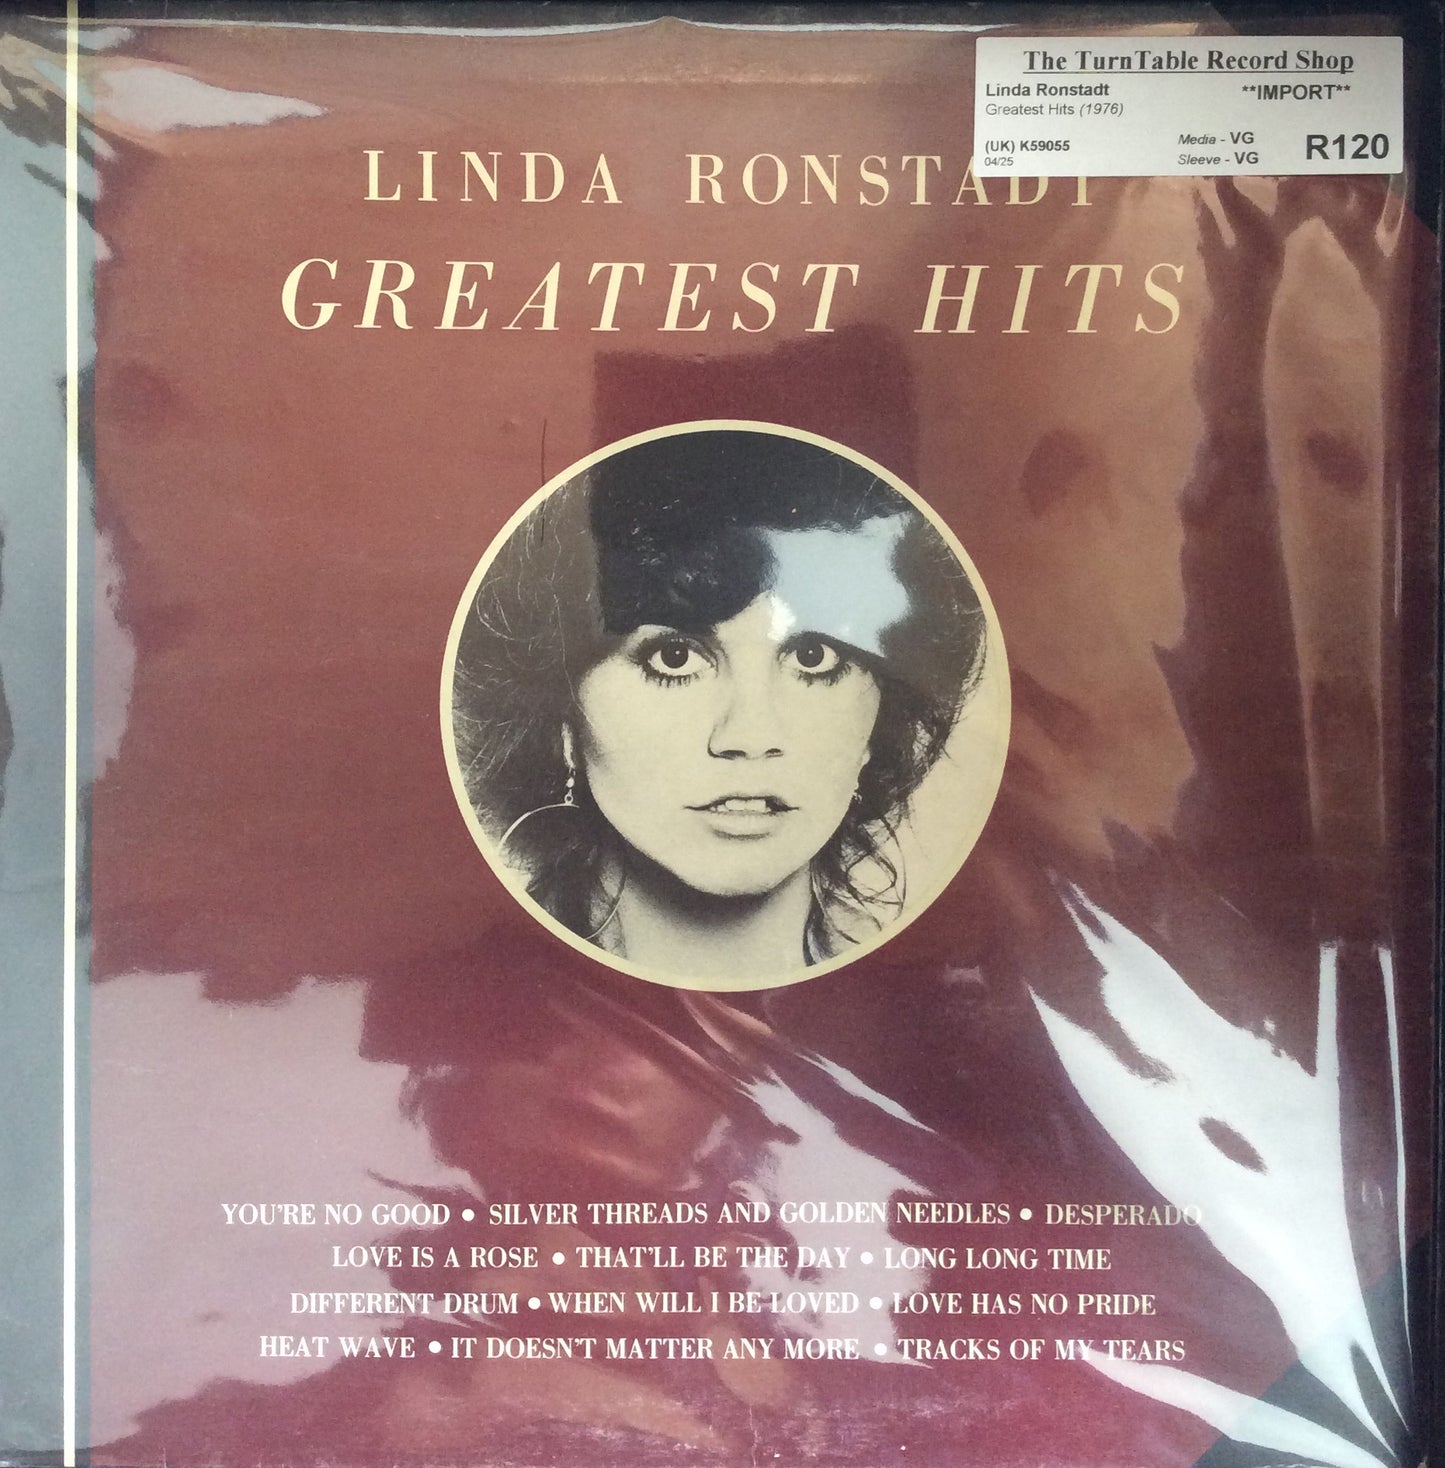 The TurnTable Record Shop
Linda Ronstadt **IMPORT**
Greatest Hits (1976)
(UK) K59055 Media - VG R120
04/25 Sleeve - VG
LINDA RONSTADT
GREATEST HITS
YOU'RE NO GOOD • SILVER THREADS AND GOLDEN NEEDLES • DESPERADO
LOVE IS A ROSE • THAT'LL BE THE DAY • LONG LONG TIME
DIFFERENT DRUM • WHEN WILL I BE LOVED • LOVE HAS NO PRIDE
HEAT WAVE • IT DOESN'T MATTER ANY MORE • TRACKS OF MY TEARS